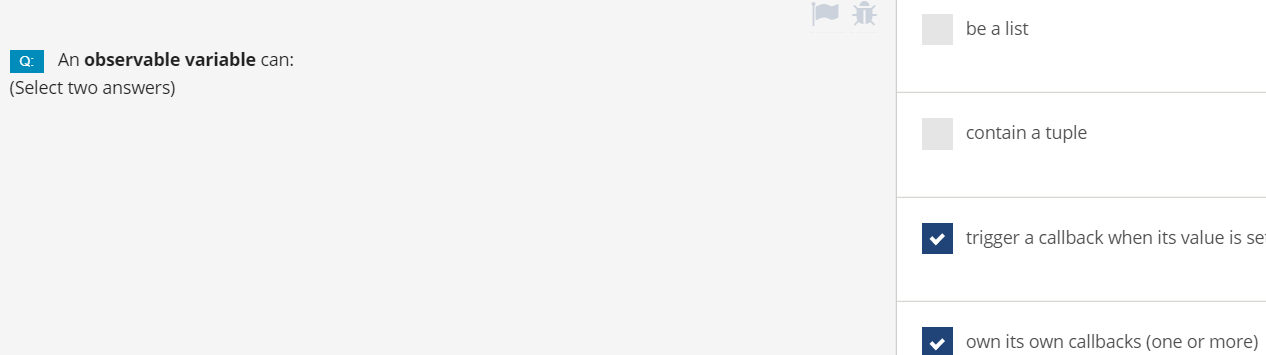 Q: An observable variable can:
(Select two answers)
be a list
contain a tuple
trigger a callback when its value is
own its own callbacks (one or more)